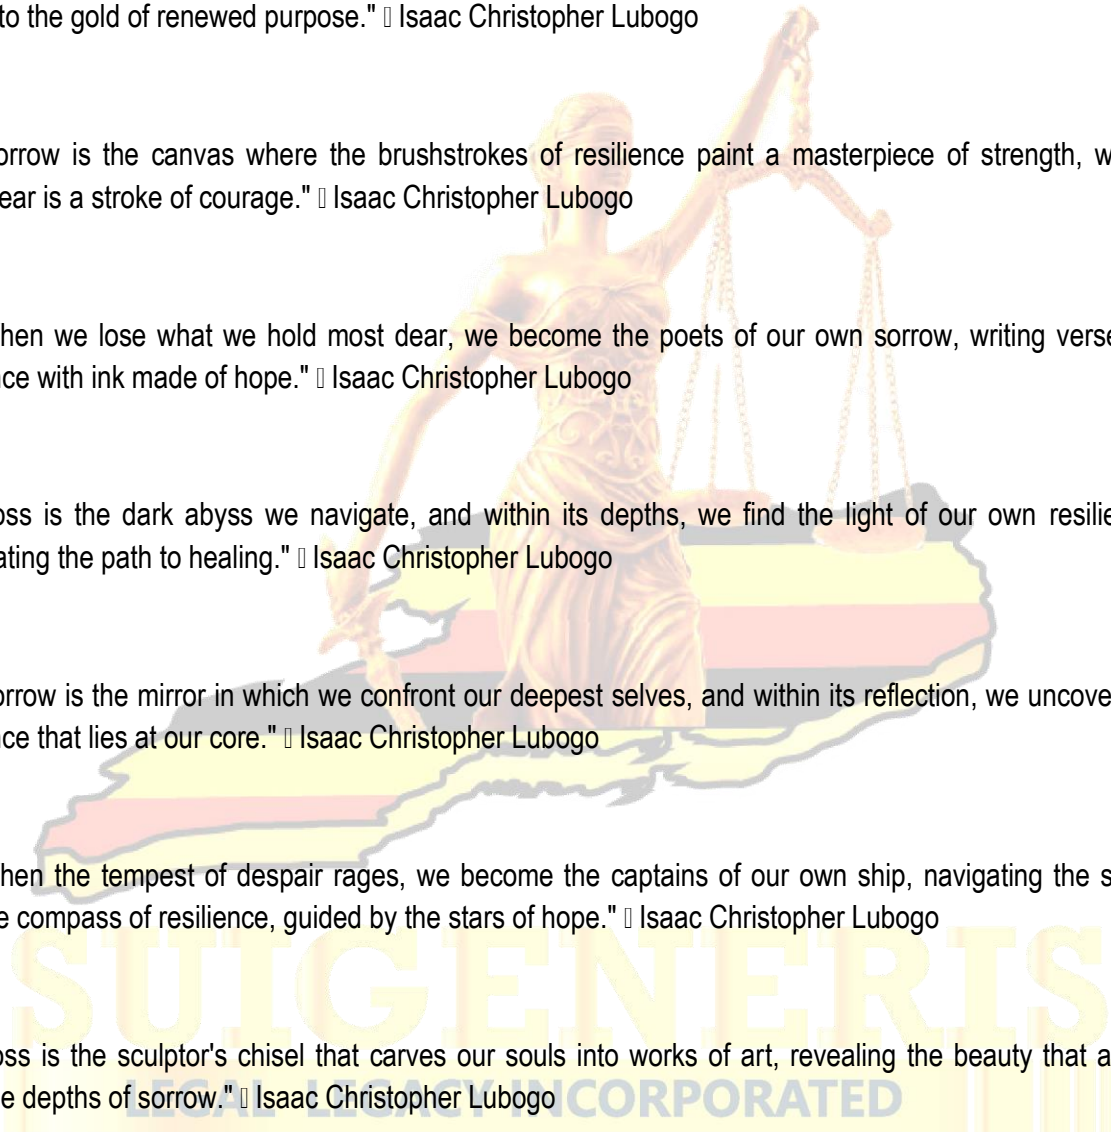 to the gold of renewed purpose." ▯ Isaac Christopher Lubogo
orrow is the canvas where the brushstrokes of resilience paint a masterpiece of strength, w
ear is a stroke of courage." ▯ Isaac Christopher Lubogo
hen we lose what we hold most dear, we become the poets of our own sorrow, writing verse
nce with ink made of hope." ▯ Isaac Christopher Lubogo
oss is the dark abyss we navigate, and within its depths, we find the light of our own resilie
ating the path to healing." ▯ Isaac Christopher Lubogo
orrow is the mirror in which we confront our deepest selves, and within its reflection, we uncove
nce that lies at our core." ▯ Isaac Christopher Lubogo
hen the tempest of despair rages, we become the captains of our own ship, navigating the s
e compass of resilience, guided by the stars of hope." ▯ Isaac Christopher Lubogo
SUIGENERIS
oss is the sculptor's chisel that carves our souls into works of art, revealing the beauty that a
e depths of sorrow." ▯ Isaac Christopher Lubogo
LEGAL LEGACY INCORPORATED